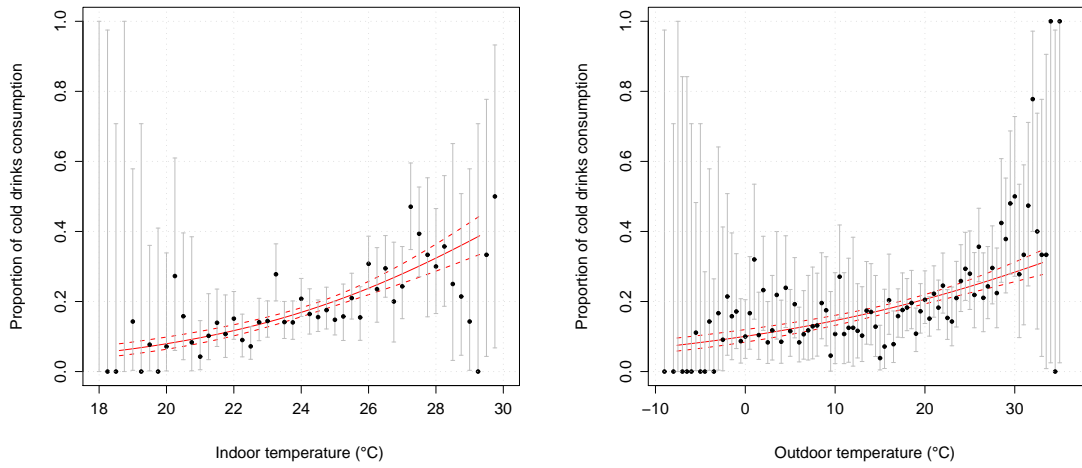 Proportion of cold drinks consumption
1.0
0.8
0.6
0.4
0.2
0.0
18 20 22 24 26 28 30
Indoor temperature (°C)
Proportion of cold drinks consumption
1.0
0.8
0.6
0.4
0.2
0.0
−10 0 10 20 30
Outdoor temperature (°C)